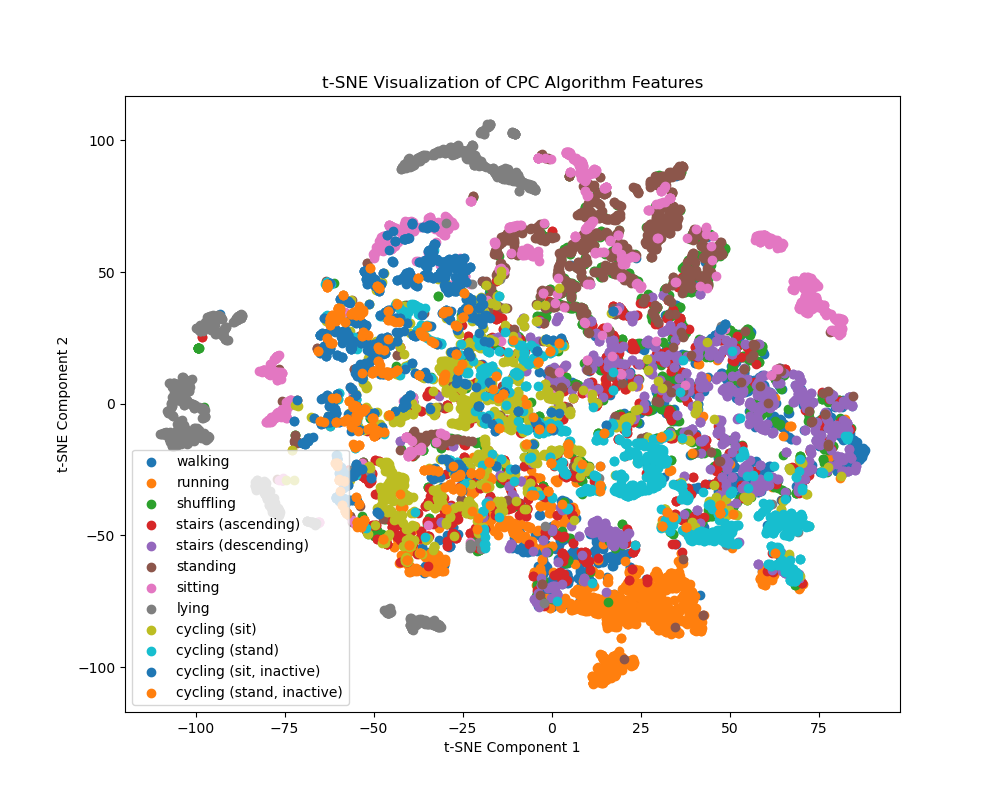 t-SNE Visualization of CPC Algorithm Features
t-SNE Component 2
100
50
0
−50
−100
walking
running
shuffling
stairs (ascending)
stairs (descending)
standing
sitting
lying
cycling (sit)
cycling (stand)
cycling (sit, inactive)
cycling (stand, inactive)
−100 −75 −50 −25 0 25 50 75
t-SNE Component 1